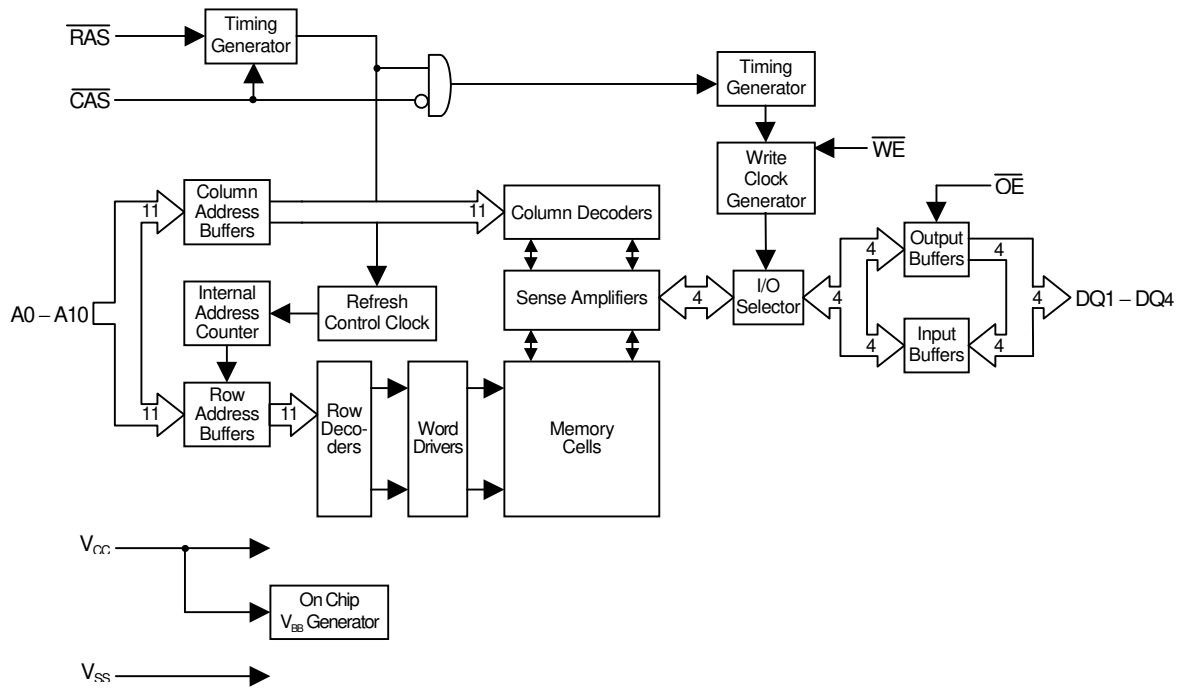 RAS
Timing
Generator
CAS
Timing
Generator
WE
Write
Clock
Generator
OE
11
Column
Address
Buffers
11
Column Decoders
4
Output
Buffers
4
A0 – A10
Internal
Address
Counter
Refresh
Control Clock
Sense Amplifiers
4
I/O
Selector
4
DQ1 – DQ4
4
Input
Buffers
4
11
Row
Address
Buffers
11
Row
Deco-
ders
Word
Drivers
Memory
Cells
VCC
On Chip
VBB Generator
VSS